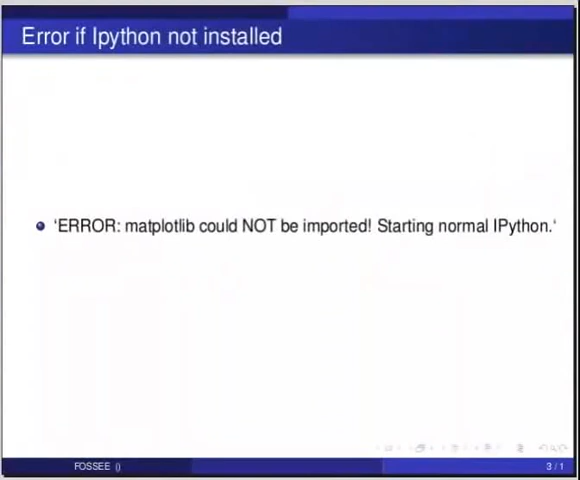 Error if Ipython not installed
‘ERROR: matplotlib could NOT be imported! Starting normal IPython.‘
FOSSEE ()
3 / 1